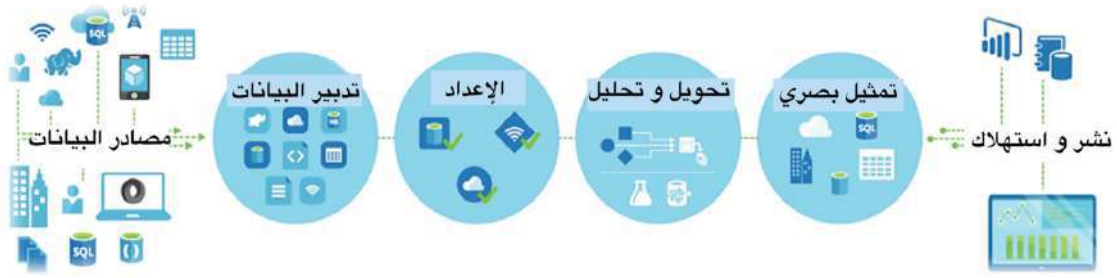 SQL
مصادر البيانات
SQL
تدبير البيانات
الإعداد
تحويل و تحليل
تمثيل بصري
SQL
نشر و استهلاك